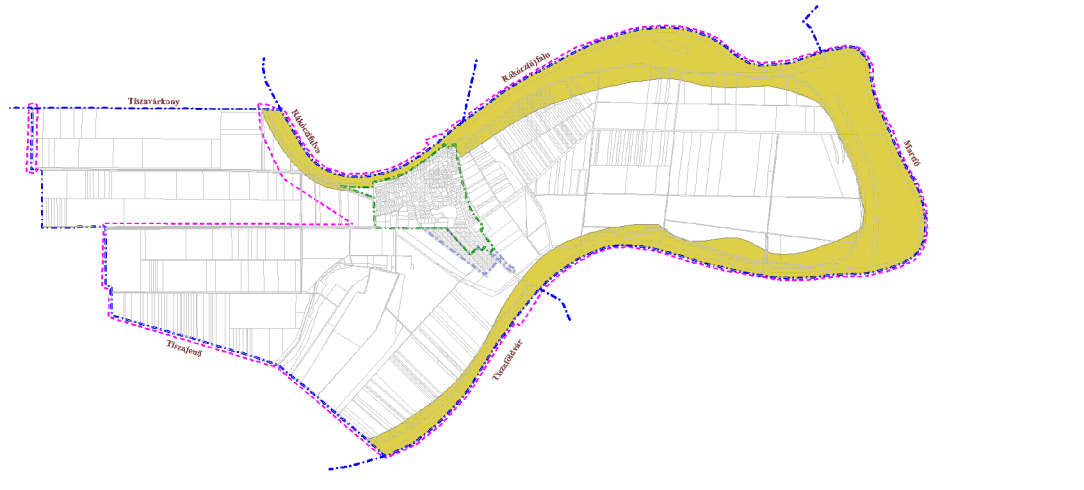 Tiszavárkony
Rákóczifalva
Rákócziújfalu
Martfű
Tiszajenő
Tiszaföldvár